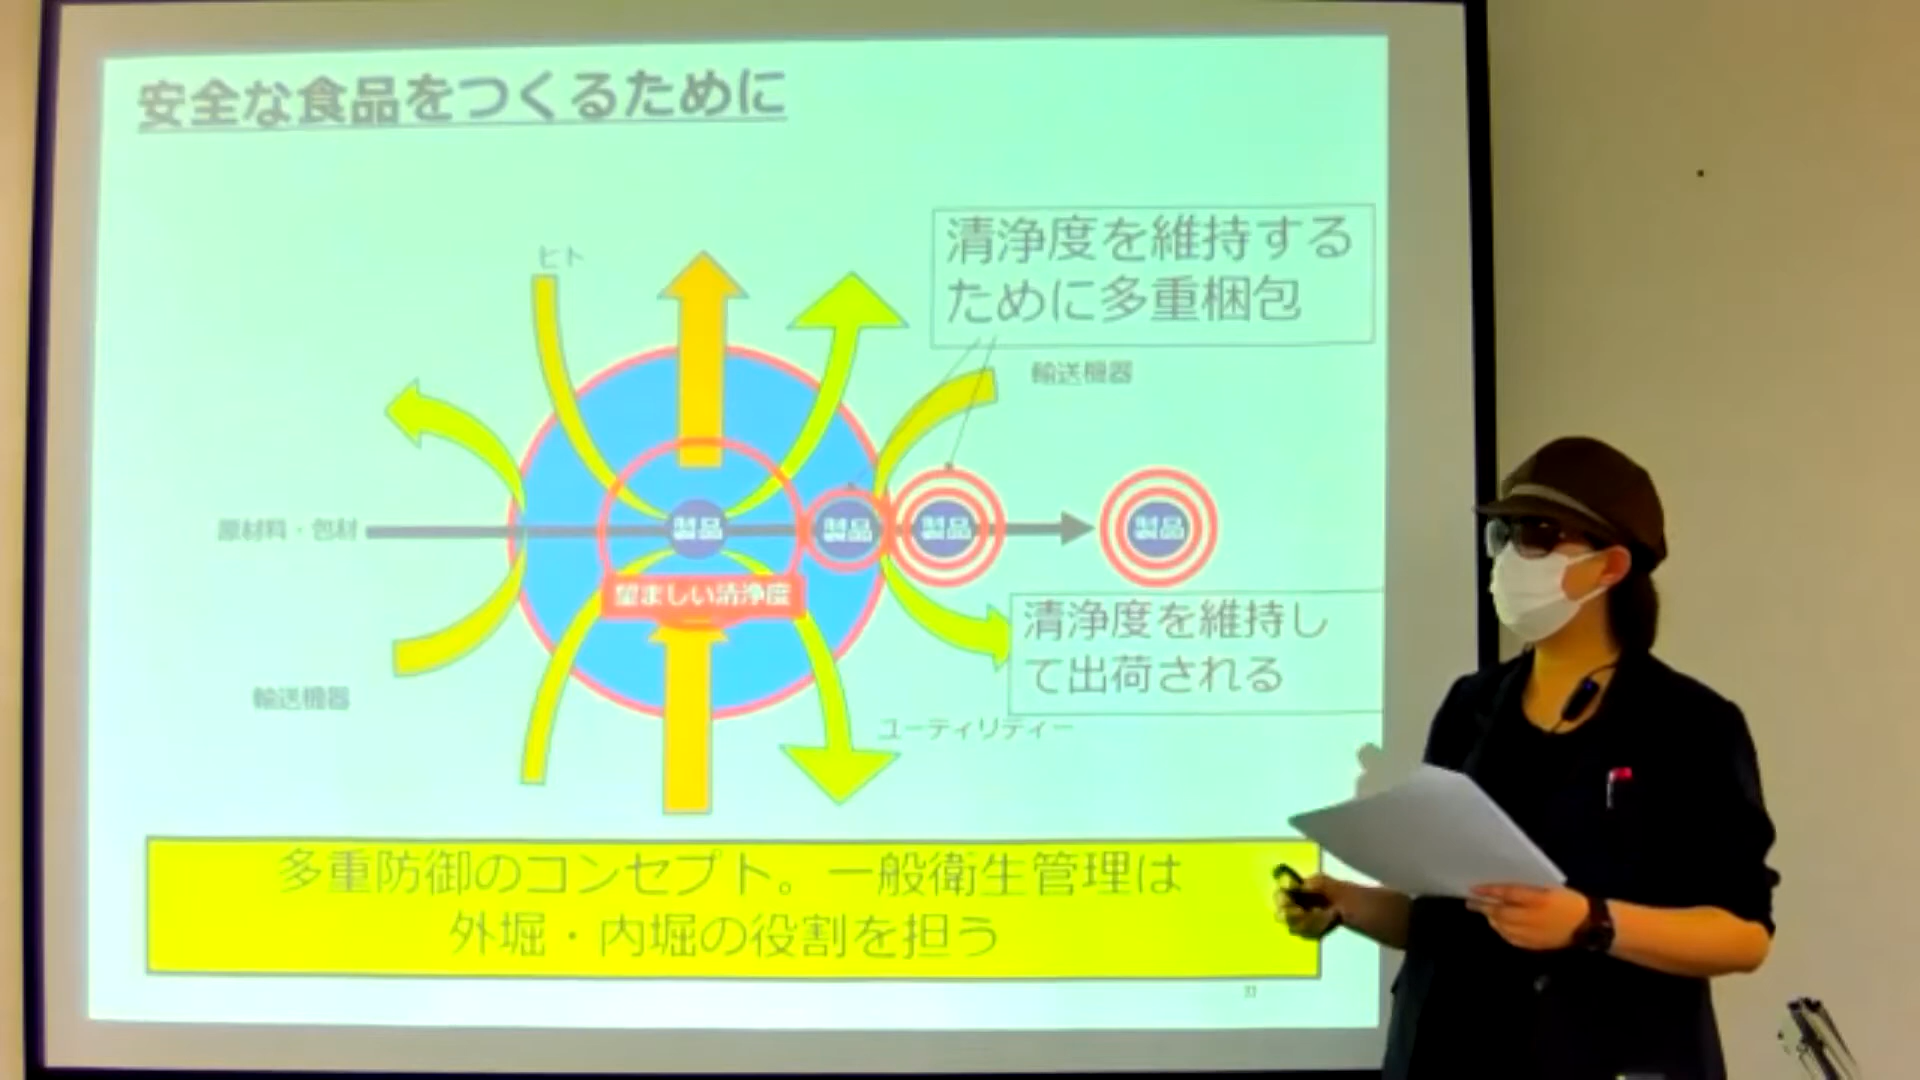 安全な食品をつくるために
清浄度を維持する
ために多重梱包
ヒト
輸送機器
原材料・包材
製品
製品
製品
製品
望ましい清浄度
清浄度を維持し
て出荷される
輸送機器
ユーティリティー
多重防御のコンセプト。一般衛生管理は
外堀・内堀の役割を担う